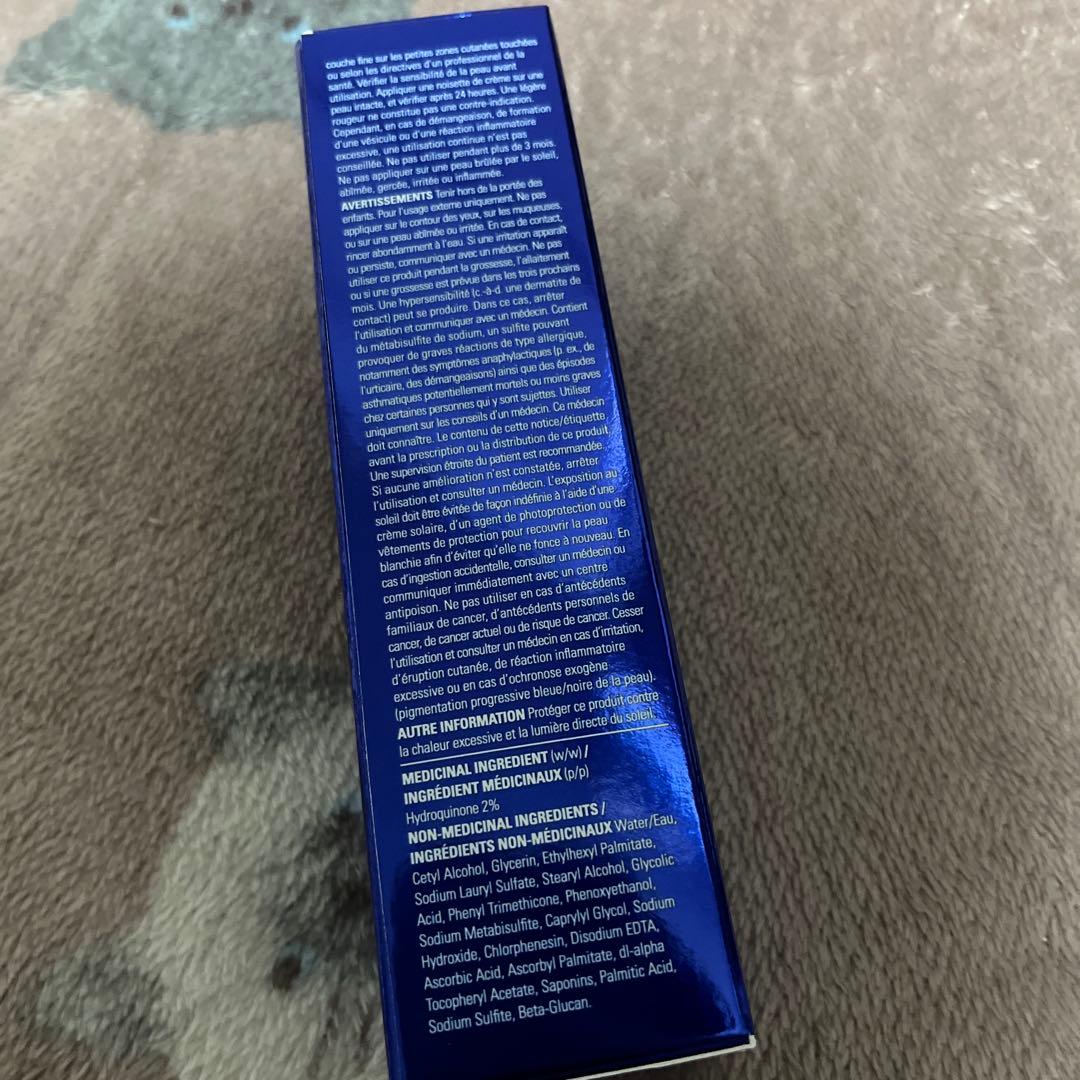 couche fine sur les petites zones cutanées touchées
ou selon les directives d'un professionnel de la
santé. Vérifier la sensibilité de la peau avant
utilisation. Appliquer une noisette de crème sur une
peau intacte, et vérifier après 24 heures. Une légère
rougeur ne constitue pas une contre-indication.
Cependant, en cas de démangeaison, de formation
d'une vésicule ou d'une réaction inflammatoire
excessive, une utilisation continue n'est pas
conseillée. Ne pas utiliser pendant plus de 3 mois.
Ne pas appliquer sur une peau brûlée par le soleil,
abîmée, gercée, irritée ou inflammée.
AVERTISSEMENTS Tenir hors de la portée des
enfants. Pour l'usage externe uniquement. Ne pas
appliquer sur le contour des yeux, sur les muqueuses,
ou sur une peau abîmée ou irritée. En cas de contact,
rincer abondamment à l'eau. Si une irritation apparaît
ou persiste, communiquer avec un médecin. Ne pas
utiliser ce produit pendant la grossesse, l'allaitement
ou si une grossesse est prévue dans les trois prochains
mois. Une hypersensibilité (c.-à-d. une dermatite de
contact) peut se produire. Dans ce cas, arrêter
l'utilisation et communiquer avec un médecin. Contient
du métabisulfite de sodium, un sulfite pouvant
provoquer de graves réactions de type allergique,
notamment des symptômes anaphylactiques (p. ex., de
l'urticaire, des démangeaisons) ainsi que des épisodes
asthmatiques potentiellement mortels ou moins graves
chez certaines personnes qui y sont sujettes. Utiliser
uniquement sur les conseils d'un médecin. Ce médecin
doit connaître. Le contenu de cette notice/étiquette
avant la prescription ou la distribution de ce produit.
Une supervision étroite du patient est recommandée.
Si aucune amélioration n'est constatée, arrêter
l'utilisation et consulter un médecin. L'exposition au
soleil doit être évitée de façon indéfinie à l'aide d'une
crème solaire, d'un agent de photoprotection ou de
vêtements de protection pour recouvrir la peau
blanchie afin d'éviter qu'elle ne fonce à nouveau. En
cas d'ingestion accidentelle, consulter un médecin ou
communiquer immédiatement avec un centre
antipoison. Ne pas utiliser en cas d'antécédents
familiaux de cancer, d'antécédents personnels de
cancer, de cancer actuel ou de risque de cancer. Cesser
l'utilisation et consulter un médecin en cas d'irritation,
d'éruption cutanée, de réaction inflammatoire
excessive ou en cas d'ochronose exogène
(pigmentation progressive bleue/noire de la peau).
AUTRE INFORMATION Protéger ce produit contre
la chaleur excessive et la lumière directe du soleil.
MEDICINAL INGREDIENT (w/w) /
INGRÉDIENT MÉDICINAUX (p/p)
Hydroquinone 2%
NON-MEDICINAL INGREDIENTS /
INGRÉDIENTS NON-MÉDICINAUX Water/Eau,
Cetyl Alcohol, Glycerin, Ethylhexyl Palmitate,
Sodium Lauryl Sulfate, Stearyl Alcohol, Glycolic
Acid, Phenyl Trimethicone, Phenoxyethanol,
Sodium Metabisulfite, Caprylyl Glycol, Sodium
Hydroxide, Chlorphenesin, Disodium EDTA,
Ascorbic Acid, Ascorbyl Palmitate, dl-alpha
Tocopheryl Acetate, Saponins, Palmitic Acid,
Sodium Sulfite, Beta-Glucan.